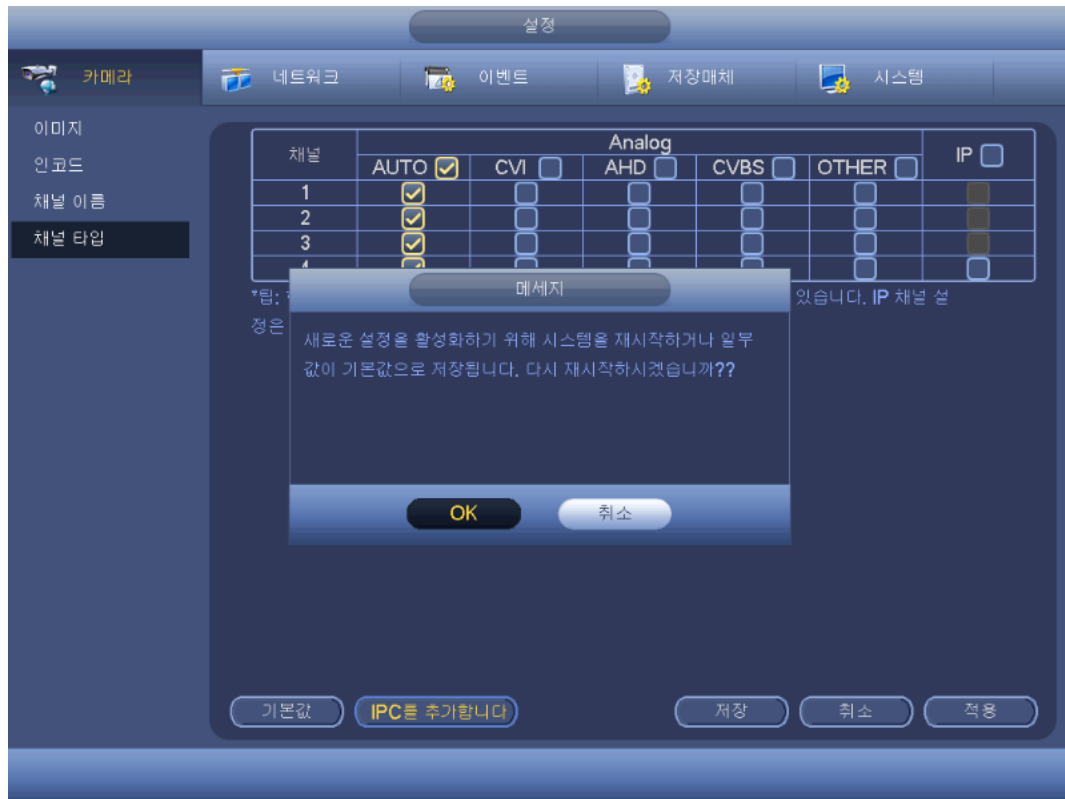 설정
카메라 네트워크 이벤트 저장매체 시스템
이미지
인코드
채널 이름
채널 타입
채널 Analog IP
AUTO CVI AHD CVBS OTHER
1
2
3
4
*팁: 있습니다. IP 채널 설
정은
메세지
새로운 설정을 활성화하기 위해 시스템을 재시작하거나 일부
값이 기본값으로 저장됩니다. 다시 재시작하시겠습니까??
OK 취소
기본값 IPC를 추가합니다 저장 취소 적용